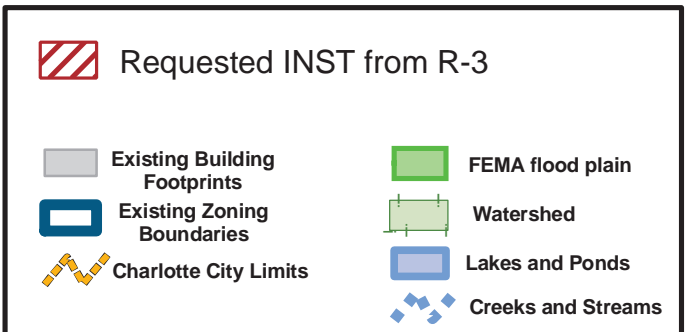 Requested INST from R-3
Existing Building
Footprints
Existing Zoning
Boundaries
Charlotte City Limits
FEMA flood plain
Watershed
Lakes and Ponds
Creeks and Streams